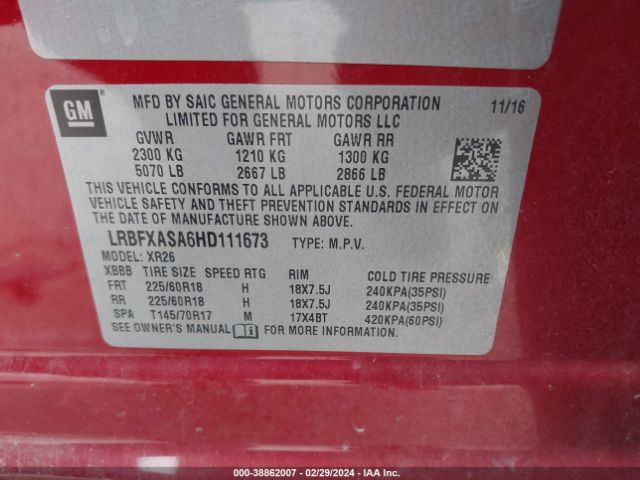 GM
MFD BY SAIC GENERAL MOTORS CORPORATION 11/16
LIMITED FOR GENERAL MOTORS LLC
GVWR GAWR FRT GAWR RR
2300 KG 1210 KG 1300 KG
5070 LB 2667 LB 2866 LB
THIS VEHICLE CONFORMS TO ALL APPLICABLE U.S. FEDERAL MOTOR
VEHICLE SAFETY AND THEFT PREVENTION STANDARDS IN EFFECT ON
THE DATE OF MANUFACTURE SHOWN ABOVE.
LRBFXASA6HD111673 TYPE: M.P.V.
MODEL: XR26
XBBB TIRE SIZE SPEED RTG RIM COLD TIRE PRESSURE
FRT 225/60R18 H 18X7.5J 240KPA(35PSI)
RR 225/60R18 H 18X7.5J 240KPA(35PSI)
SPA T145/70R17 M 17X4BT 420KPA(60PSI)
SEE OWNER'S MANUAL FOR MORE INFORMATION.
000-38862007 - 02/29/2024 - IAA Inc.